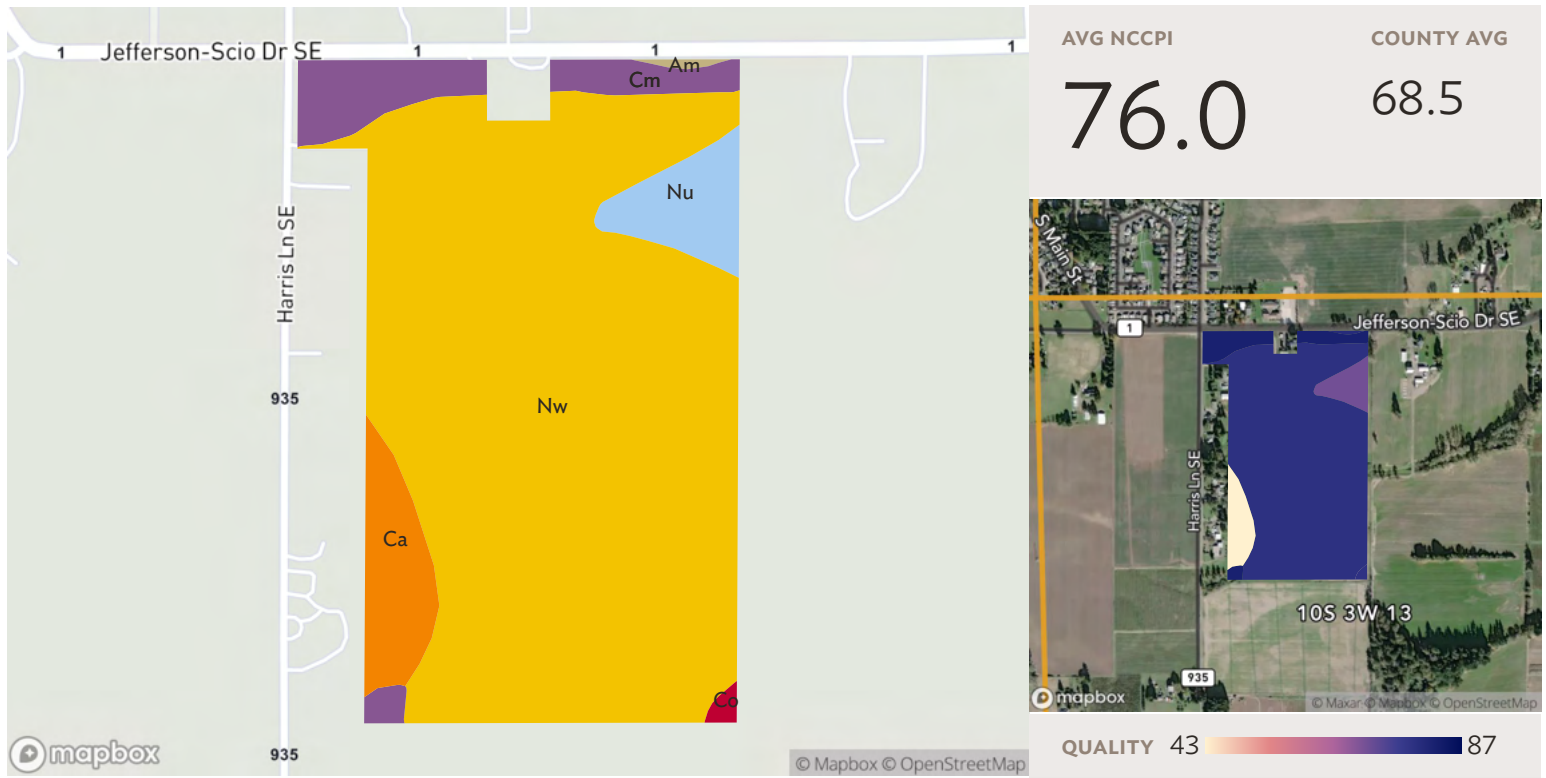 1
Jefferson-Scio Dr SE
1
1
1
Am
Cm
Nu
Harris Ln SE
935
Nw
Ca
Co
935
mapbox
© Mapbox © OpenStreetMap
AVG NCCPI
COUNTY AVG
76.0
68.5
S Main St
1
Jefferson-Scio Dr SE
Harris Ln SE
10S 3W 13
935
mapbox
© Maxar © Mapbox © OpenStreetMap
QUALITY 43 87